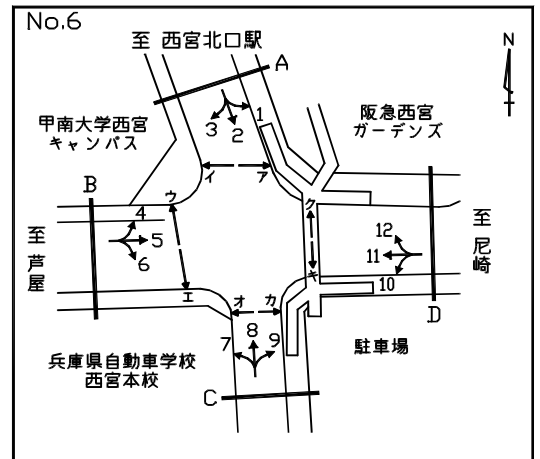 No.6
至 西宮北口駅
A
N
甲南大学西宮
キャンパス
阪急西宮
ガーデンズ
1
3 2
B
イ ア
ウ
ク
4
5
6
至芦屋
12
11
10
至尼崎
エ
キ
オ カ
D
7 8 9
兵庫県自動車学校
西宮本校
駐車場
C